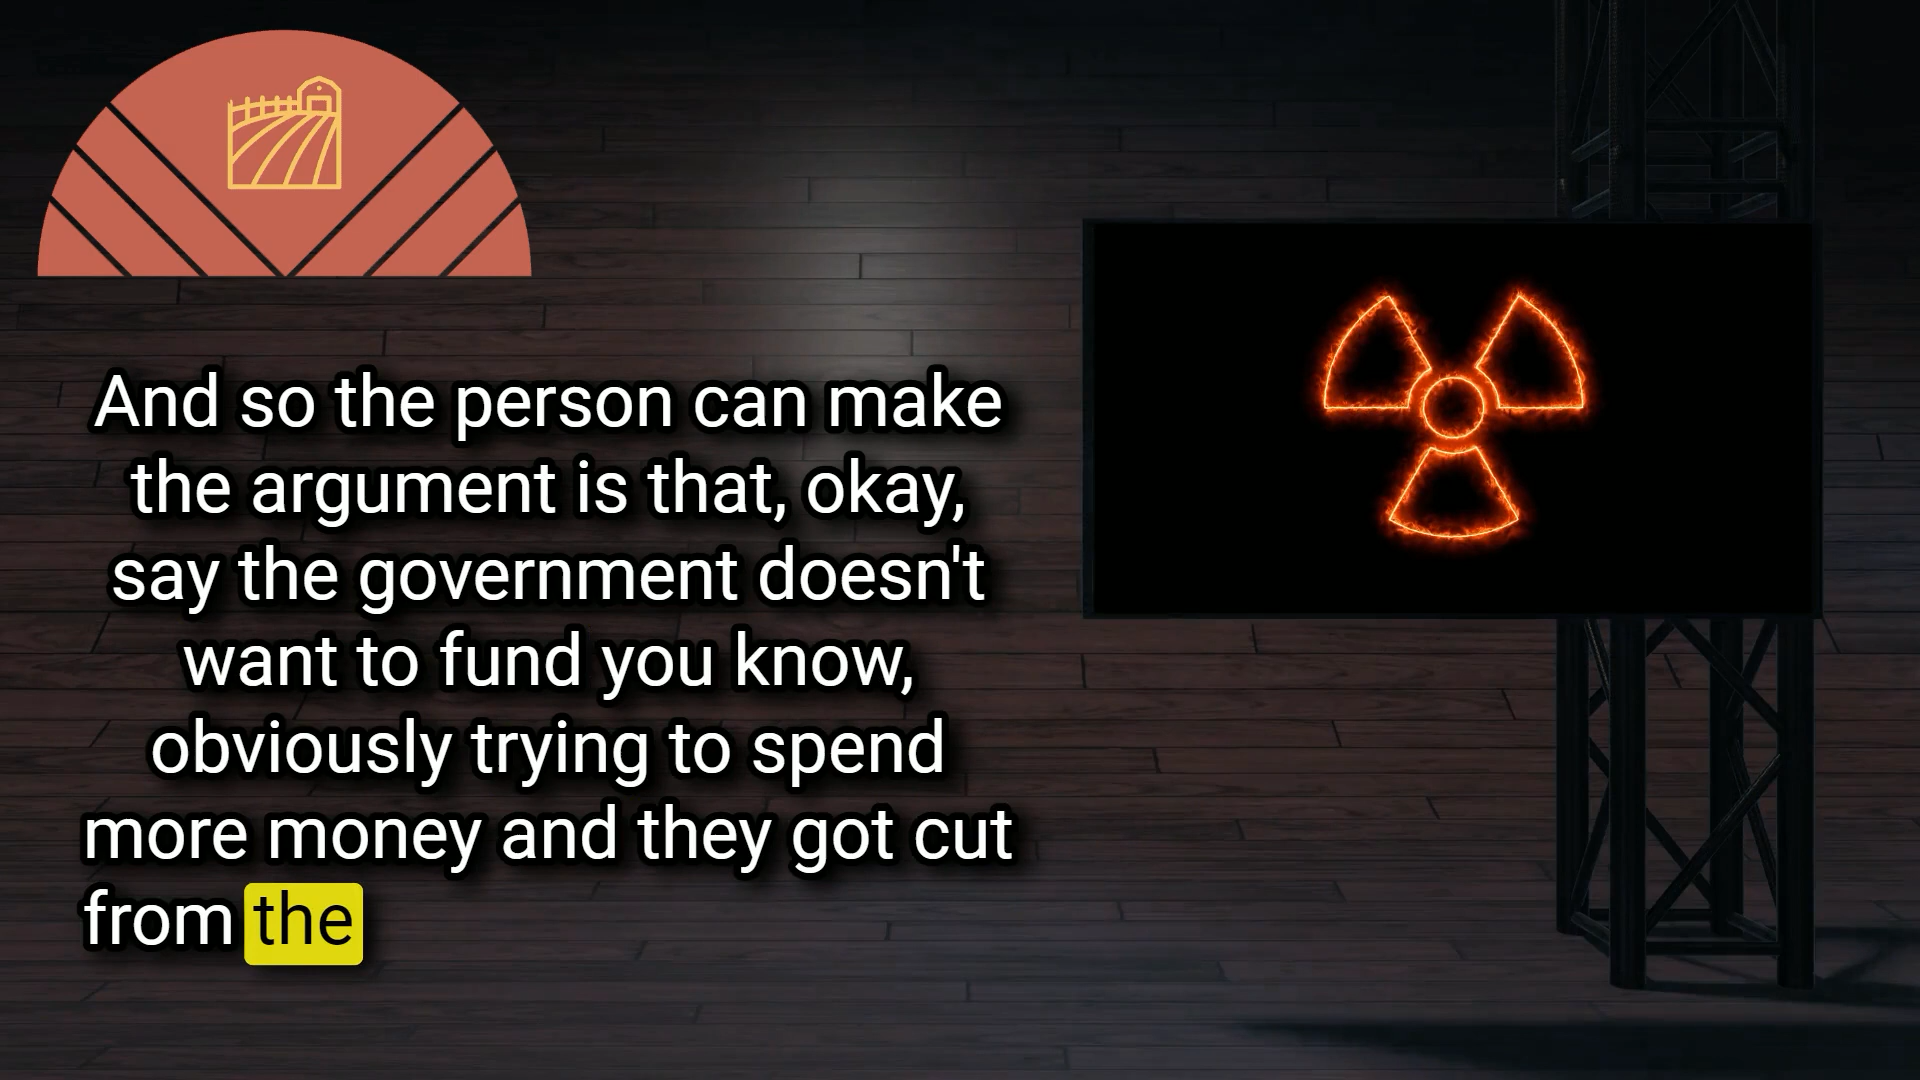 And so the person can make
the argument is that, okay,
say the government doesn't
want to fund you know,
obviously trying to spend
more money and they got cut
from the